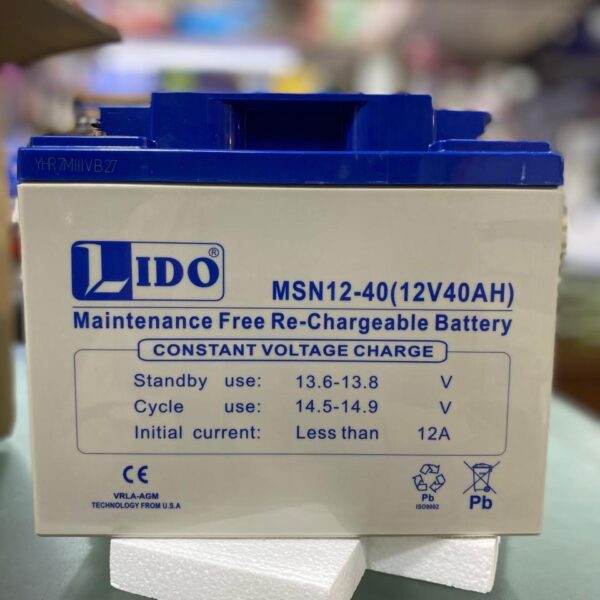 YHR7MIIIVB27
LIDO®
MSN12-40(12V40AH)
Maintenance Free Re-Chargeable Battery
CONSTANT VOLTAGE CHARGE
Standby use: 13.6-13.8 V
Cycle use: 14.5-14.9 V
Initial current: Less than 12A
CE
VRLA-AGM
TECHNOLOGY FROM U.S.A
Pb
ISO9002
Pb